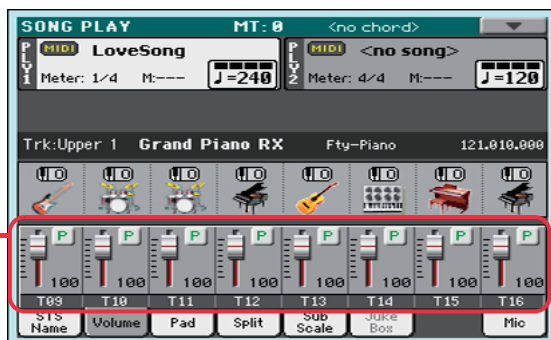 SONG PLAY MT:0 <no chord>
PLY1 MIDI LoveSong
Meter: 1/4 M:--- ♩=240
PLY2 MIDI <no song>
Meter: 4/4 M:--- ♩=120
Trk:Upper 1 Grand Piano RX Fty-Piano 121.010.000
P P P P P P P P
100 100 100 100 100 100 100 100
T09 T10 T11 T12 T13 T14 T15 T16
STS Name Volume Pad Split Sub Scale Juke Box Mic